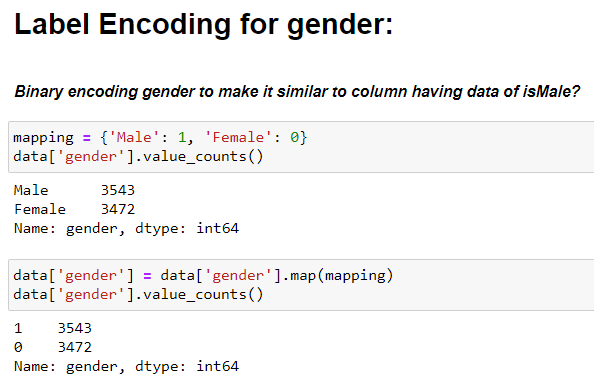 Label Encoding for gender:
Binary encoding gender to make it similar to column having data of isMale?
mapping = {'Male': 1, 'Female': 0}
data['gender'].value_counts()
Male      3543
Female    3472
Name: gender, dtype: int64
data['gender'] = data['gender'].map(mapping)
data['gender'].value_counts()
1    3543
0    3472
Name: gender, dtype: int64